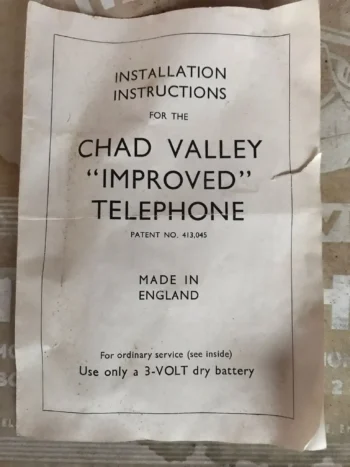 INSTALLATION
INSTRUCTIONS
FOR THE
CHAD VALLEY
“IMPROVED”
TELEPHONE
PATENT NO. 413,045
MADE IN
ENGLAND
For ordinary service (see inside)
Use only a 3-VOLT dry battery